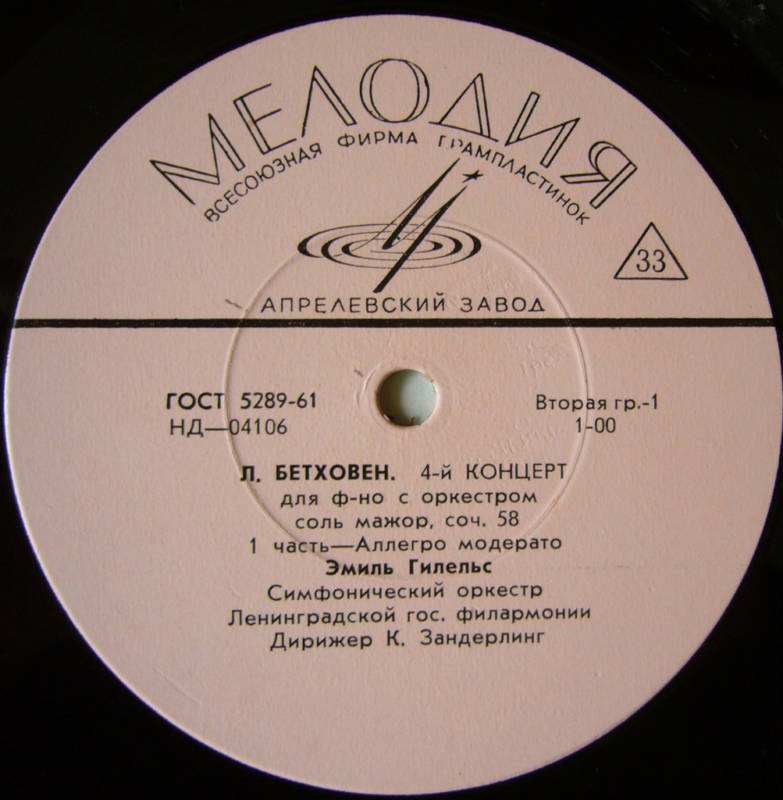 МЕЛОДИЯ
ВСЕСОЮЗНАЯ ФИРМА ГРАМПЛАСТИНОК
33
АПРЕЛЕВСКИЙ ЗАВОД
ГОСТ 5289-61 Вторая гр.-1
НД—04106 1-00
Л. БЕТХОВЕН. 4-й КОНЦЕРТ
для ф-но с оркестром
соль мажор, соч. 58
1 часть—Аллегро модерато
Эмиль Гилельс
Симфонический оркестр
Ленинградской гос. филармонии
Дирижер К. Зандерлинг